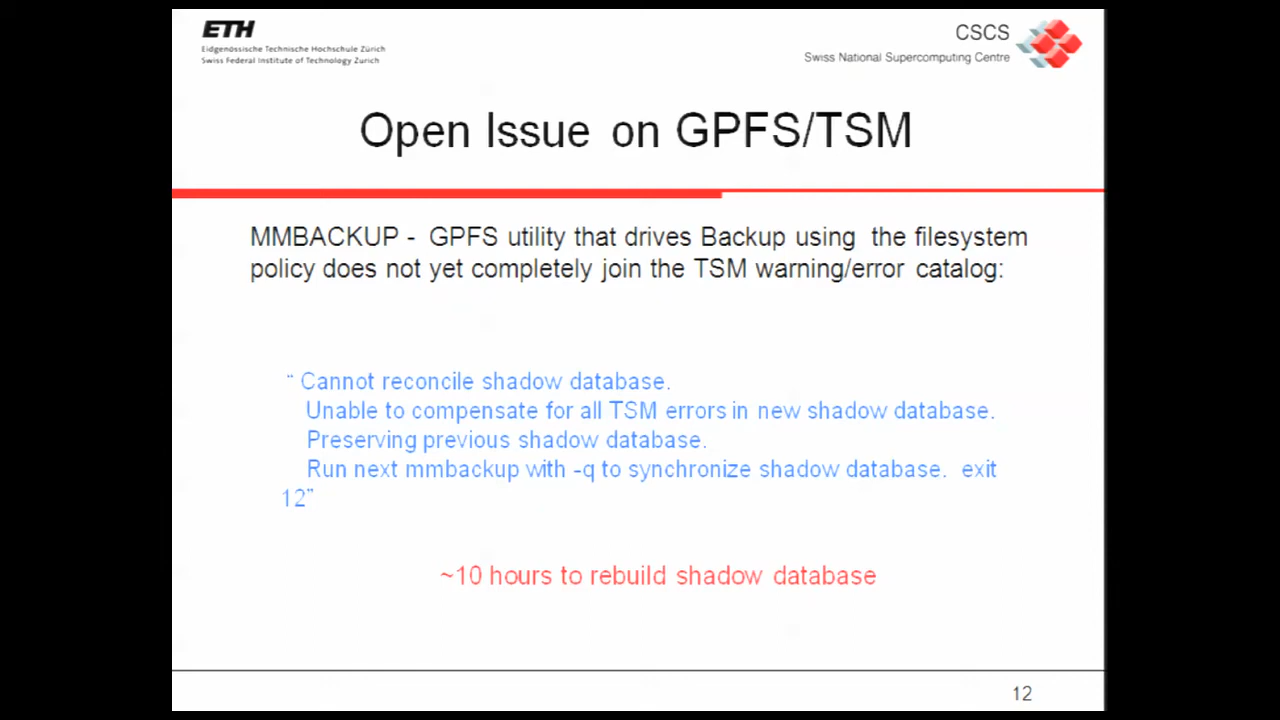 ETH
Eidgenössische Technische Hochschule Zürich
Swiss Federal Institute of Technology Zurich
CSCS
Swiss National Supercomputing Centre
Open Issue on GPFS/TSM
MMBACKUP - GPFS utility that drives Backup using the filesystem
policy does not yet completely join the TSM warning/error catalog:
“ Cannot reconcile shadow database.
Unable to compensate for all TSM errors in new shadow database.
Preserving previous shadow database.
Run next mmbackup with -q to synchronize shadow database. exit
12”
~10 hours to rebuild shadow database
12